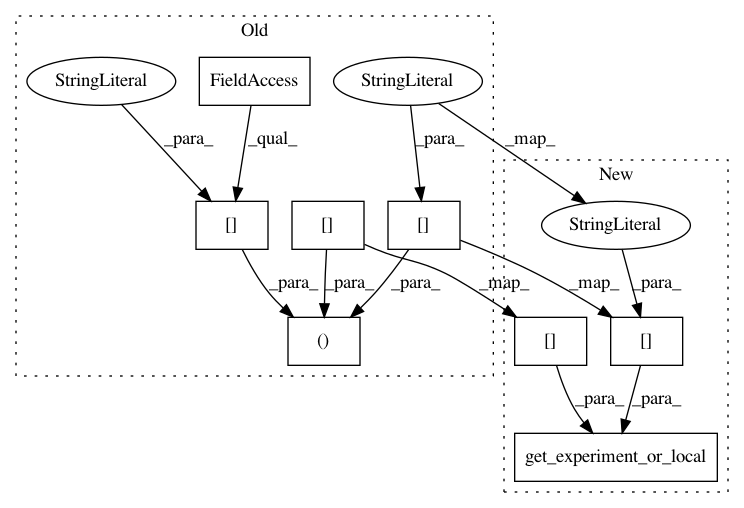 Old
StringLiteral
FieldAccess
StringLiteral
_para_
_qual_
_para_
_map_
New
[]
[]
[]
StringLiteral
_para_
_para_
_para_
_map_
_map_
_para_
()
[]
[]
_para_
_para_
get_experiment_or_local